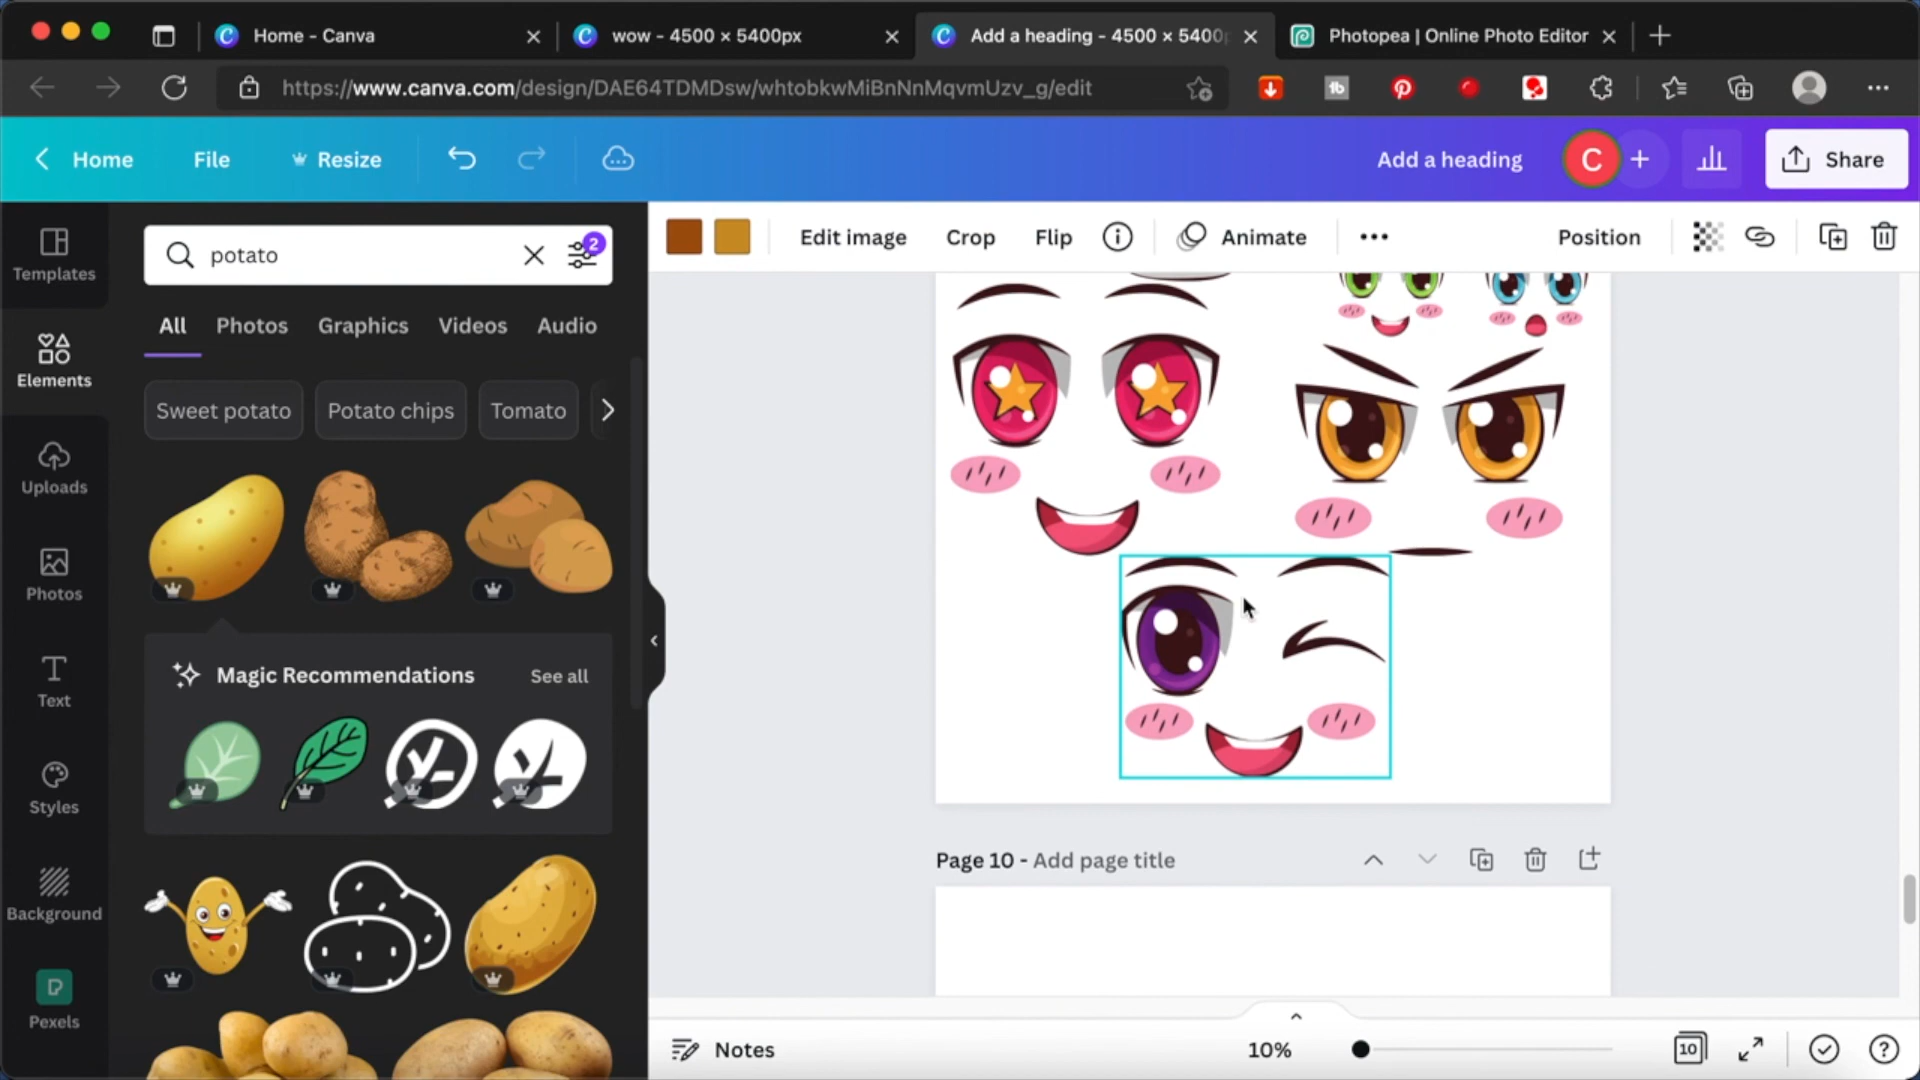 Home - Canva
wow - 4500 × 5400px
Add a heading - 4500 × 5400p
Photopea | Online Photo Editor
https://www.canva.com/design/DAE64TDMDsw/whtobkwMiBnNnMqvmUzv_g/edit
1b
Home
File
Resize
Add a heading
C
Share
potato
2
Edit image
Crop
Flip
Animate
Position
Templates
All
Photos
Graphics
Videos
Audio
Elements
Sweet potato
Potato chips
Tomato
Uploads
Photos
Magic Recommendations
See all
Text
Styles
Background
Page 10 - Add page title
Pexels
Notes
10%
10